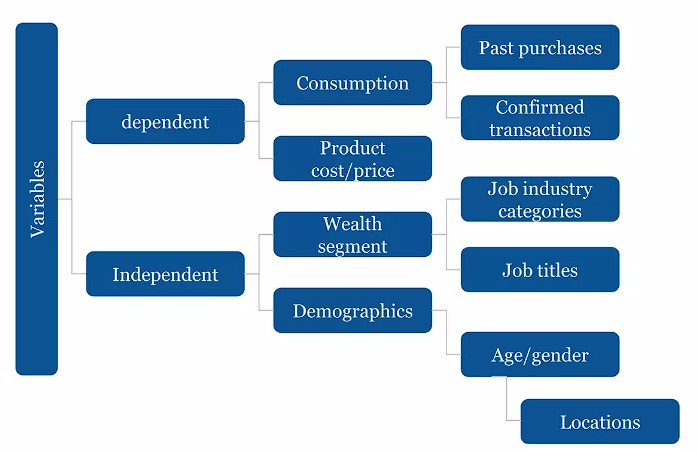 Variables
dependent
Consumption
Past purchases
Confirmed
transactions
Product
cost/price
Independent
Wealth
segment
Job industry
categories
Job titles
Demographics
Age/gender
Locations